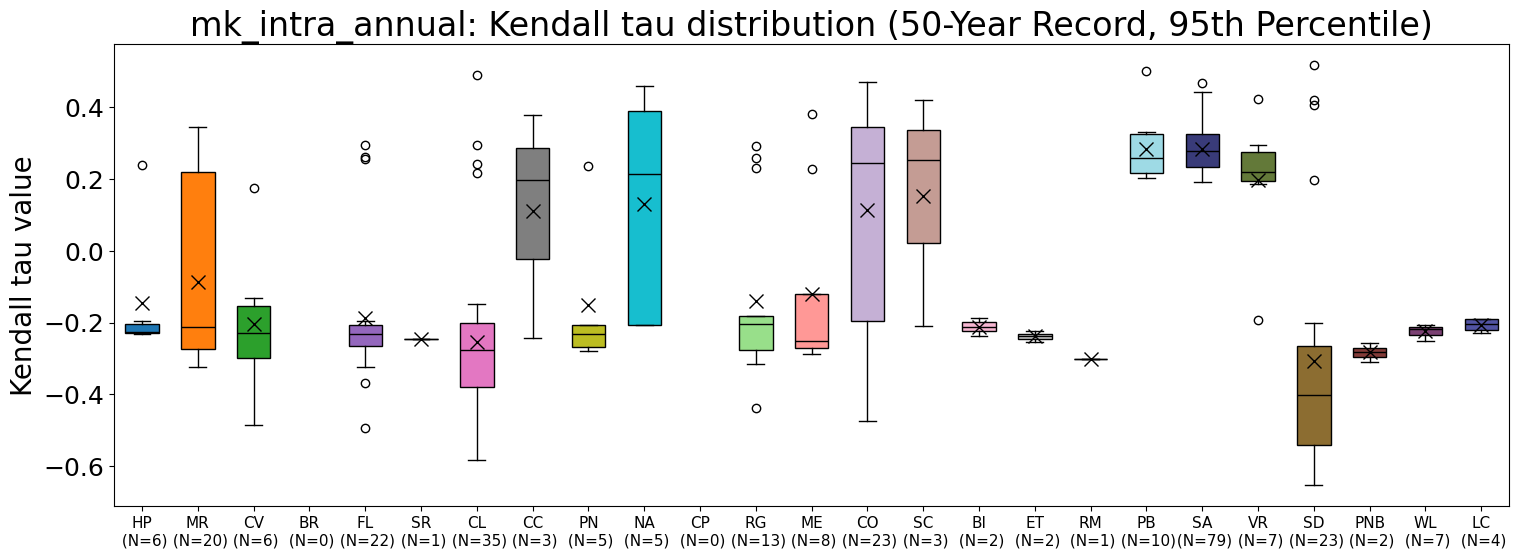 mk_intra_annual: Kendall tau distribution (50-Year Record, 95th Percentile)
Kendall tau value
0.4
0.2
0.0
−0.2
−0.4
−0.6
HP MR CV BR FL SR CL CC PN NA CP RG ME CO SC BI ET RM PB SA VR SD PNB WL LC
(N=6) (N=20) (N=6) (N=0) (N=22) (N=1) (N=35) (N=3) (N=5) (N=5) (N=0) (N=13) (N=8) (N=23) (N=3) (N=2) (N=2) (N=1) (N=10) (N=79) (N=7) (N=23) (N=2) (N=7) (N=4)